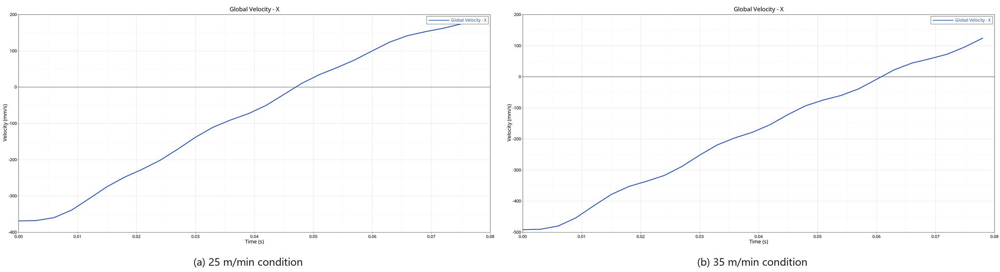 Global Velocity - X
Global Velocity - X
200
100
0
-100
-200
-300
-400
Velocity (mm/s)
0.00 0.01 0.02 0.03 0.04 0.05 0.06 0.07 0.08
Time (s)
(a) 25 m/min condition
Global Velocity - X
Global Velocity - X
200
100
0
-100
-200
-300
-400
-500
Velocity (mm/s)
0.00 0.01 0.02 0.03 0.04 0.05 0.06 0.07 0.08
Time (s)
(b) 35 m/min condition